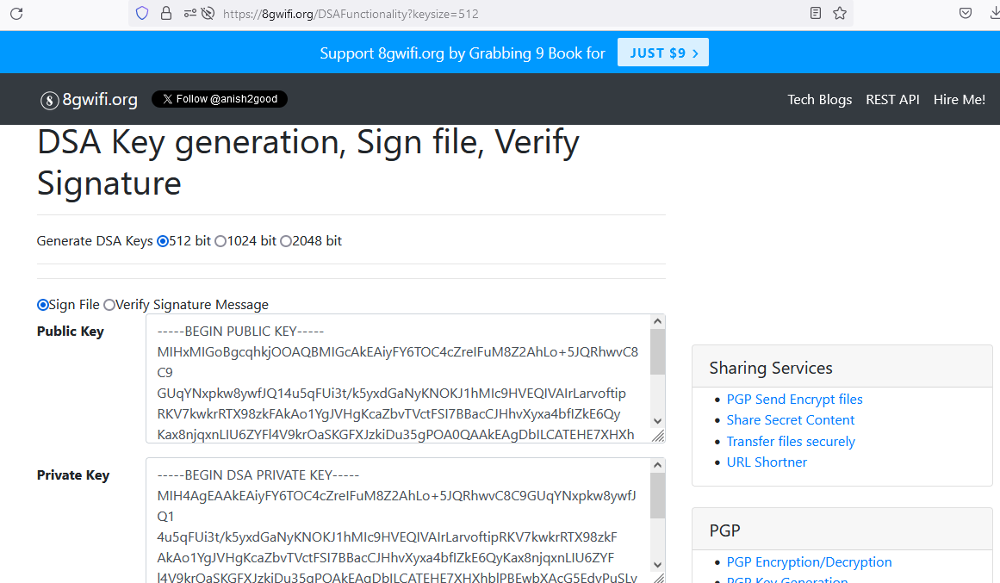 https://8gwifi.org/DSAFunctionality?keysize=512
Support 8gwifi.org by Grabbing 9 Book for JUST $9 >
8gwifi.org Follow @anish2good Tech Blogs REST API Hire Me!
DSA Key generation, Sign file, Verify
Signature
Generate DSA Keys 512 bit 1024 bit 2048 bit
Sign File Verify Signature Message
Public Key
-----BEGIN PUBLIC KEY-----
MIHxMIGoBgcqhkjOOAQBMIGcAkEAiyFY6TOC4cZreIFuM8Z2AhLo+5JQRhwvC8
C9
GUqYNxpkw8ywfJQ14u5qFUi3t/k5yxdGaNyKNOKJ1hMIc9HVEQIVAIrLarvoftip
RKV7kwkrRTX98zkFAkAo1YgJVHgKcaZbvTVctFSI7BBacCJHhvXyxa4bfIZkE6Qy
Kax8njqxnLIU6ZYFl4V9krOaSKGFXJzkiDu35gPOA0QAAkEAgDbILCATEHE7XHXh
Private Key
-----BEGIN DSA PRIVATE KEY-----
MIH4AgEAAkEAiyFY6TOC4cZreIFuM8Z2AhLo+5JQRhwvC8C9GUqYNxpkw8ywfJ
Q1
4u5qFUi3t/k5yxdGaNyKNOKJ1hMIc9HVEQIVAIrLarvoftipRKV7kwkrRTX98zkF
AkAo1YgJVHgKcaZbvTVctFSI7BBacCJHhvXyxa4bfIZkE6QyKax8njqxnLIU6ZYF
l4V9krOaSKGFXJzkiDu35gPOAkEAgDbILCATEHE7XHXhblPBEwbXAcG5EdvPuSLv
Sharing Services
PGP Send Encrypt files
Share Secret Content
Transfer files securely
URL Shortner
PGP
PGP Encryption/Decryption
PGP Key Generation